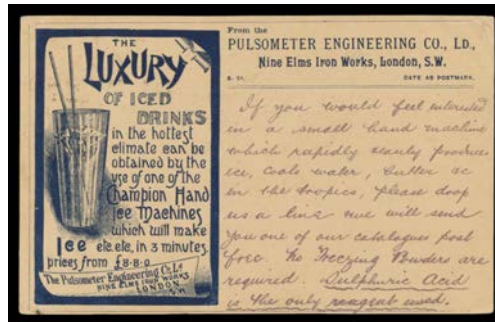 THE
LUXURY
OF ICED
DRINKS
in the hottest
climate can be
obtained by the
use of one of the
Champion Hand
Ice Machines
which will make
Ice etc. etc. in 3 minutes.
prices from £8-8-0
The Pulsometer Engineering Co. Ld
NINE ELMS IRON WORKS
LONDON
S.W.
From the
PULSOMETER ENGINEERING CO., LD.,
Nine Elms Iron Works, London, S.W.
DATE AS POSTMARK.
If you would feel interested
in a small hand machine
which rapidly produces
ice, cools water, butter &c
in the tropics, please drop
us a line & we will send
you one of our catalogues post
free. No Freezing Powders are
required. Sulphuric Acid
is the only reagent used.